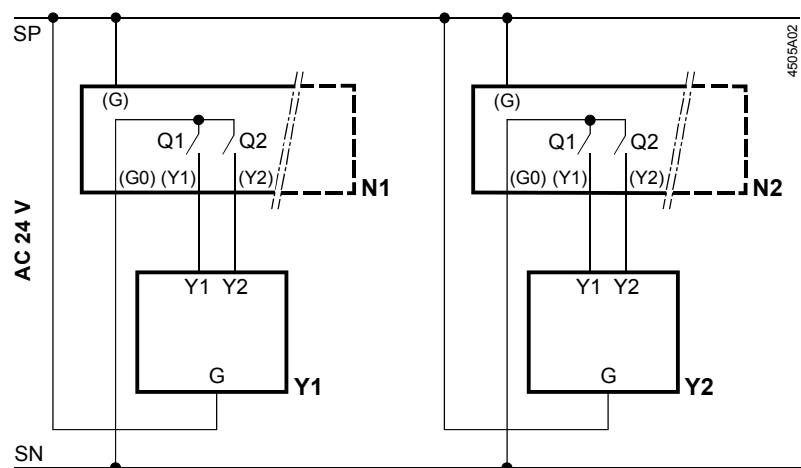 SP
4505A02
(G)
(G)
Q1
Q2
Q1
Q2
(G0) (Y1)
(Y2)
N1
(G0) (Y1)
(Y2)
N2
AC 24 V
Y1 Y2
Y1 Y2
G
Y1
G
Y2
SN